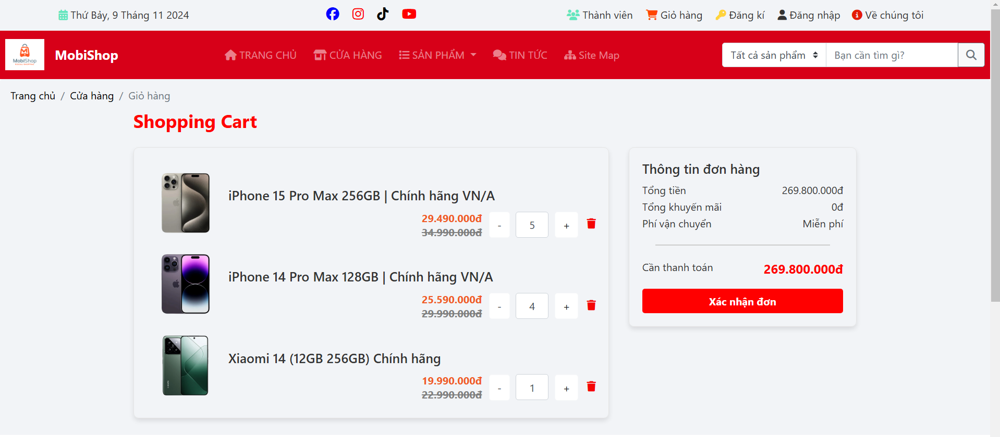 Thứ Bảy, 9 Tháng 11 2024
Thành viên
Giỏ hàng
Đăng kí
Đăng nhập
Về chúng tôi
MobiShop
MobiShop
TRANG CHỦ
CỬA HÀNG
SẢN PHẨM
TIN TỨC
Site Map
Tất cả sản phẩm
Bạn cần tìm gì?
Trang chủ / Cửa hàng / Giỏ hàng
Shopping Cart
iPhone 15 Pro Max 256GB | Chính hãng VN/A
29.490.000đ
34.990.000đ
- 5 +
iPhone 14 Pro Max 128GB | Chính hãng VN/A
25.590.000đ
29.990.000đ
- 4 +
Xiaomi 14 (12GB 256GB) Chính hãng
19.990.000đ
22.990.000đ
- 1 +
Thông tin đơn hàng
Tổng tiền 269.800.000đ
Tổng khuyến mãi 0đ
Phí vận chuyển Miễn phí
Cần thanh toán 269.800.000đ
Xác nhận đơn